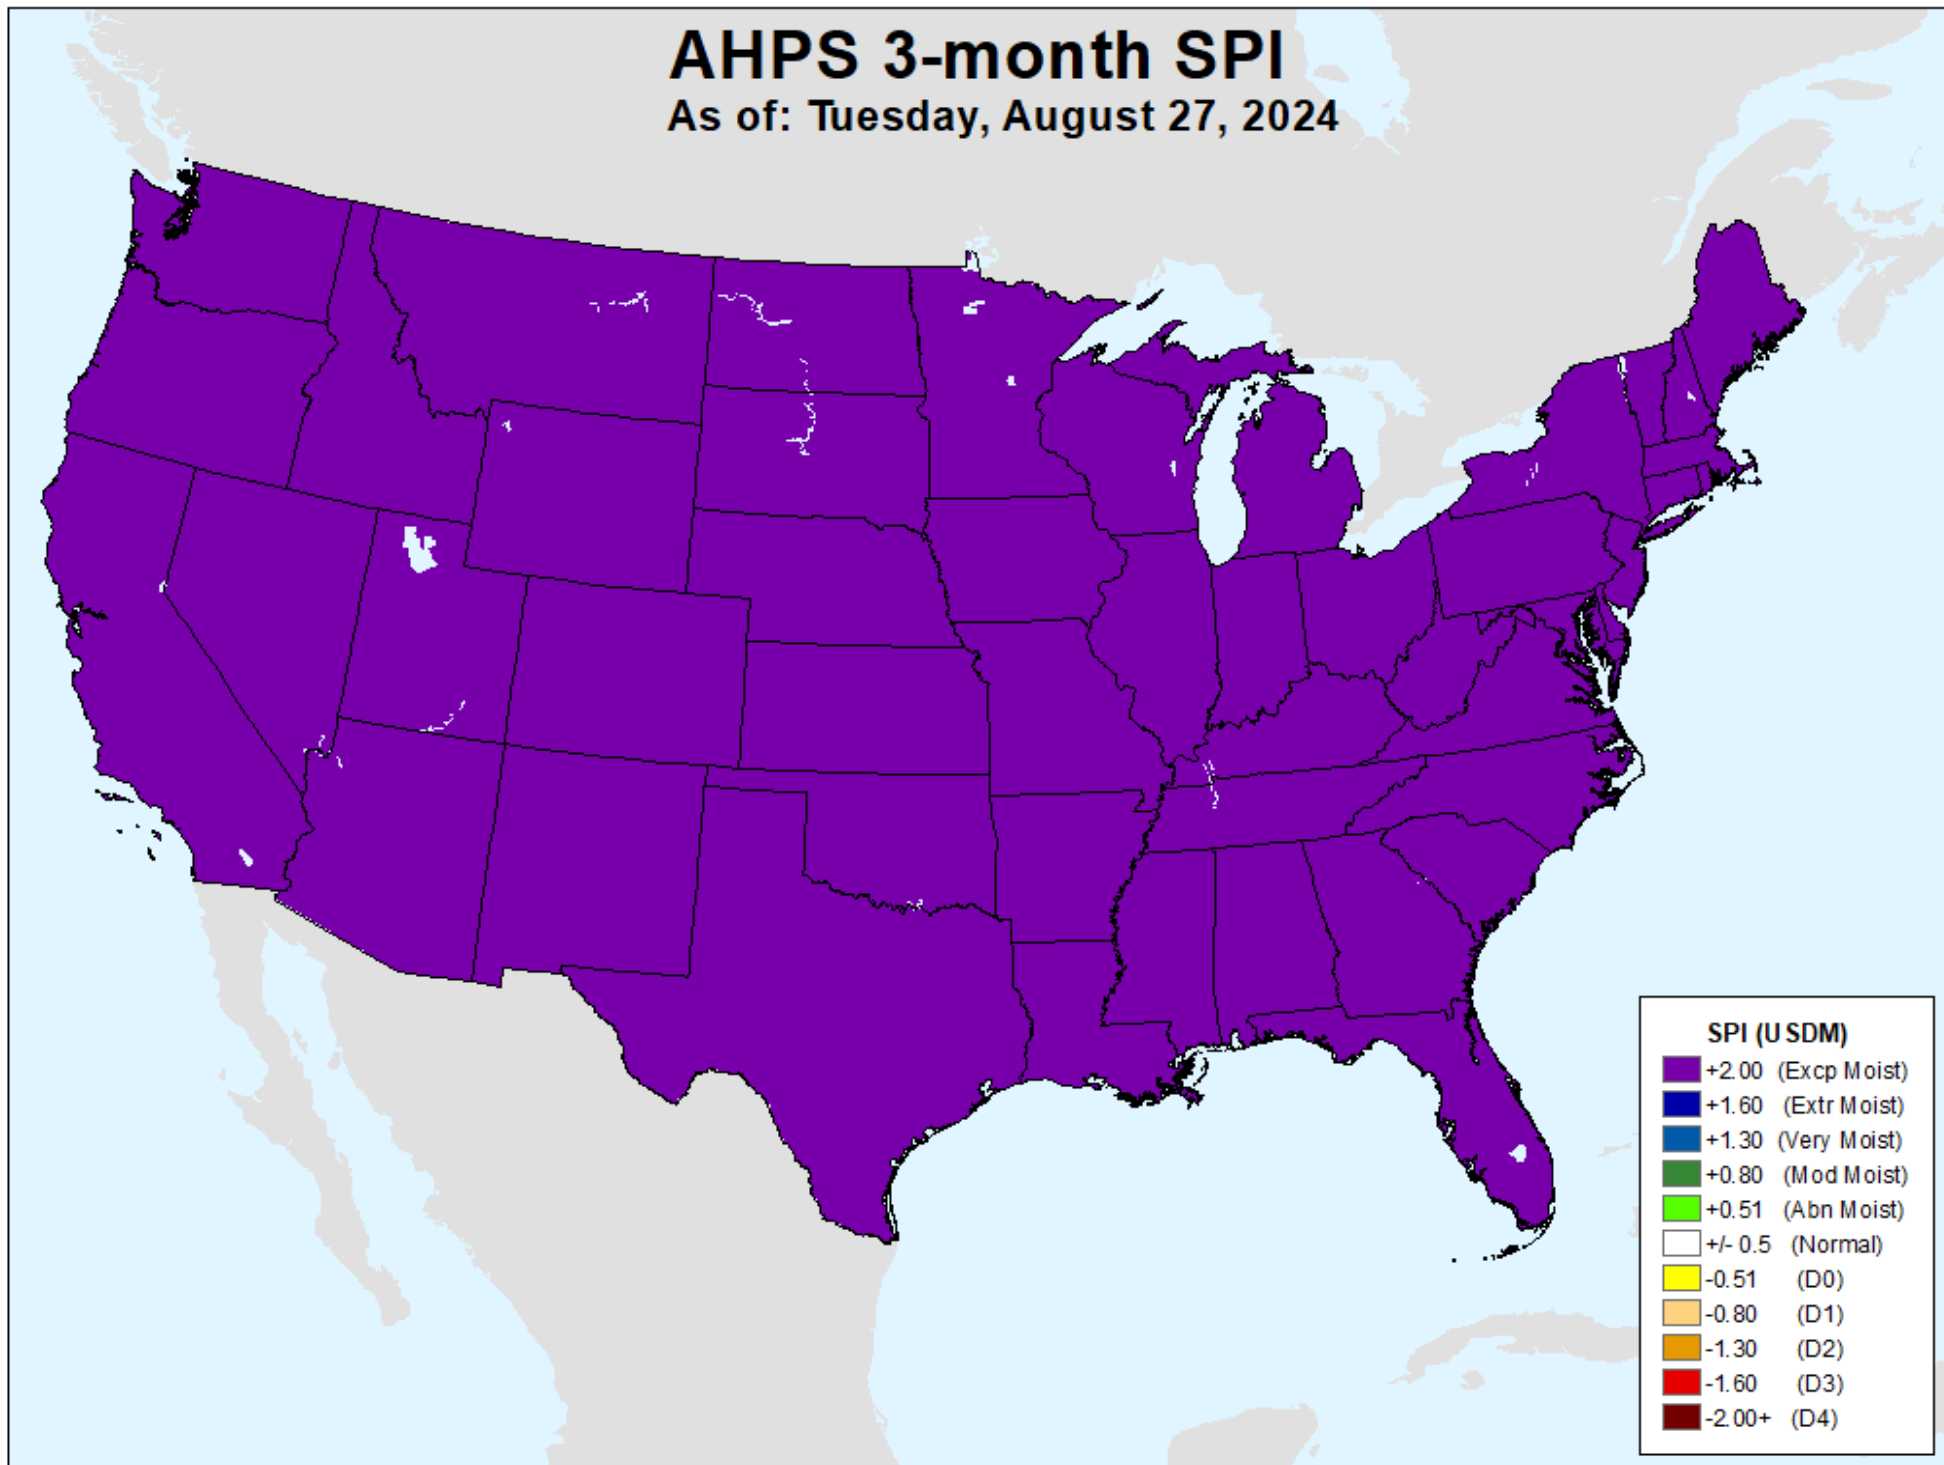 AHPS 3-month SPI
As of: Tuesday, August 27, 2024
SPI (USDM)
+2.00 (Excp Moist)
+1.60 (Extr Moist)
+1.30 (Very Moist)
+0.80 (Mod Moist)
+0.51 (Abn Moist)
+/- 0.5 (Normal)
-0.51 (D0)
-0.80 (D1)
-1.30 (D2)
-1.60 (D3)
-2.00+ (D4)